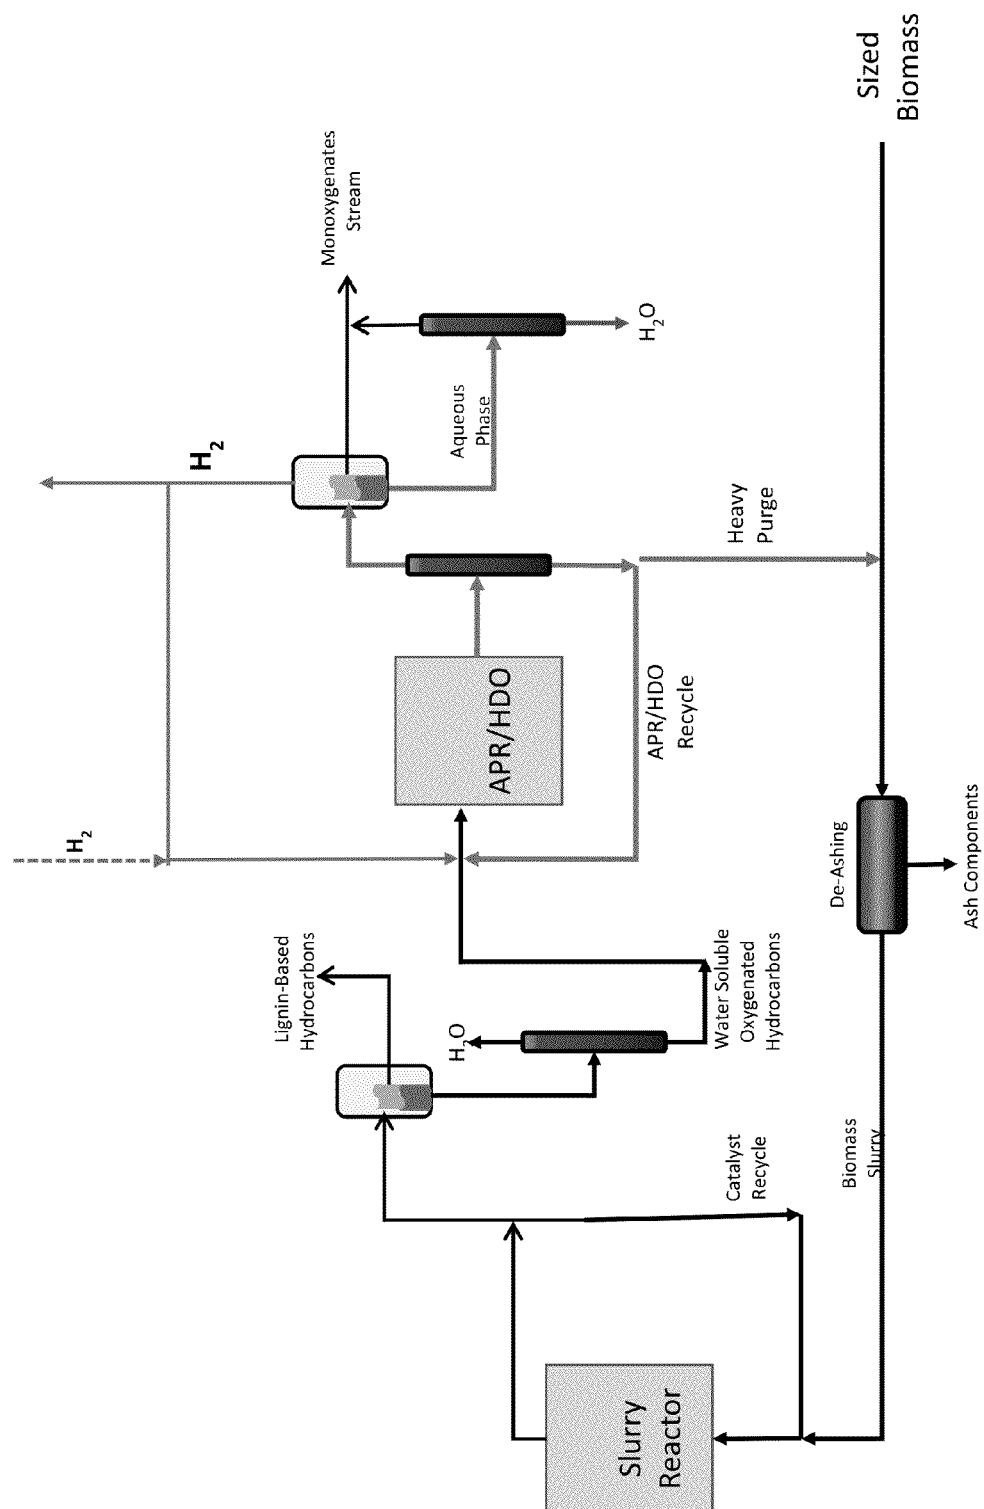 Slurry
Reactor
Catalyst
Recycle
Biomass
Slurry
Lignin-Based
Hydrocarbons
H2O
Water Soluble
Oxygenated
Hydrocarbons
De-Ashing
Ash Components
H2
APR/HDO
APR/HDO
Recycle
Heavy
Purge
H2
Aqueous
Phase
H2O
Monoxygenates
Stream
Sized
Biomass